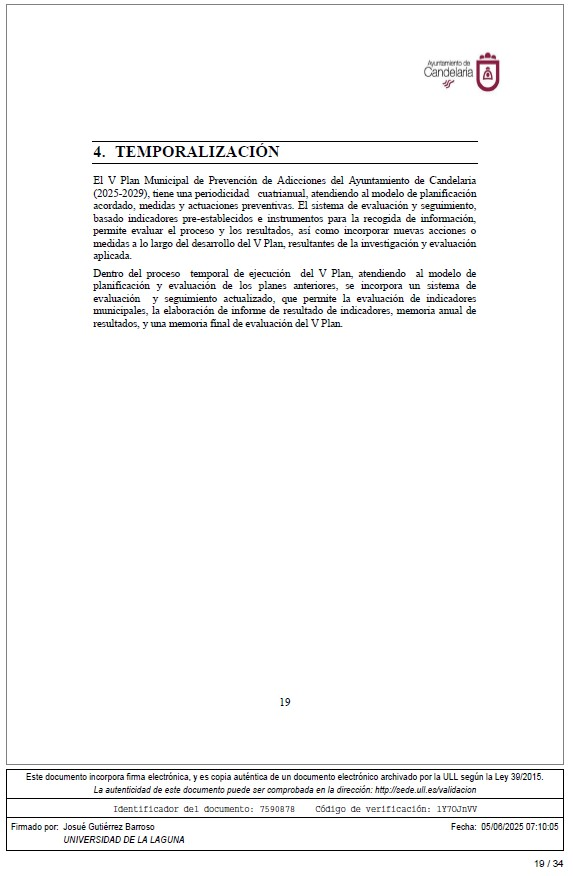 Ayuntamiento de
Candelaria
4. TEMPORALIZACIÓN
El V Plan Municipal de Prevención de Adicciones del Ayuntamiento de Candelaria
(2025-2029), tiene una periodicidad cuatrianual, atendiendo al modelo de planificación
acordado, medidas y actuaciones preventivas. El sistema de evaluación y seguimiento,
basado indicadores pre-establecidos e instrumentos para la recogida de información,
permite evaluar el proceso y los resultados, así como incorporar nuevas acciones o
medidas a lo largo del desarrollo del V Plan, resultantes de la investigación y evaluación
aplicada.
Dentro del proceso temporal de ejecución del V Plan, atendiendo al modelo de
planificación y evaluación de los planes anteriores, se incorpora un sistema de
evaluación y seguimiento actualizado, que permite la evaluación de indicadores
municipales, la elaboración de informe de resultado de indicadores, memoria anual de
resultados, y una memoria final de evaluación del V Plan.
19
Este documento incorpora firma electrónica, y es copia auténtica de un documento electrónico archivado por la ULL según la Ley 39/2015.
La autenticidad de este documento puede ser comprobada en la dirección: http://sede.ull.es/validacion
Identificador del documento: 7590878 Código de verificación: 1Y7OJnVV
Firmado por: Josué Gutiérrez Barroso Fecha: 05/06/2025 07:10:05
UNIVERSIDAD DE LA LAGUNA
19 / 34